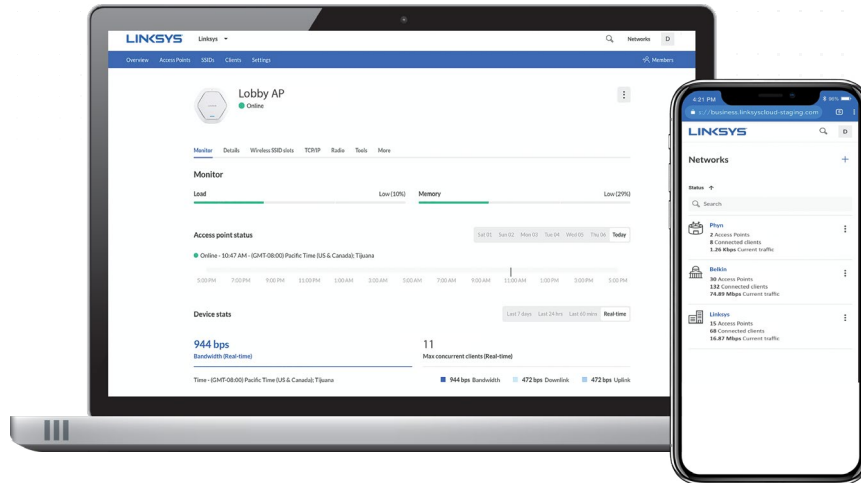 LINKSYS Linksys Networks D
Overview Access Points SSIDs Clients Settings Members
Lobby AP
Online
Monitor Details Wireless SSID slots TCP/IP Radio Tools More
Monitor
Load Low (10%) Memory Low (29%)
Access point status Sat 01 Sun 02 Mon 03 Tue 04 Wed 05 Thu 06 Today
Online - 10:47 AM - (GMT-08:00) Pacific Time (US & Canada); Tijuana
5:00 PM 7:00 PM 9:00 PM 11:00 PM 1:00 AM 3:00 AM 5:00 AM 7:00 AM 9:00 AM 11:00 AM 1:00 PM 3:00 PM 5:00 PM
Device stats Last 7 days Last 24 hrs Last 60 mins Real-time
944 bps 11
Bandwidth (Real-time) Max concurrent clients (Real-time)
Time - (GMT-08:00) Pacific Time (US & Canada); Tijuana 944 bps Bandwidth 472 bps Downlink 472 bps Uplink
4:21 PM 95%
s://business.linksyscloud-staging.com
LINKSYS D
Networks +
Status
Search
Phyn
2 Access Points
8 Connected clients
1.26 Kbps Current traffic
Belkin
30 Access Points
132 Connected clients
74.89 Mbps Current traffic
Linksys
15 Access Points
68 Connected clients
16.87 Mbps Current traffic